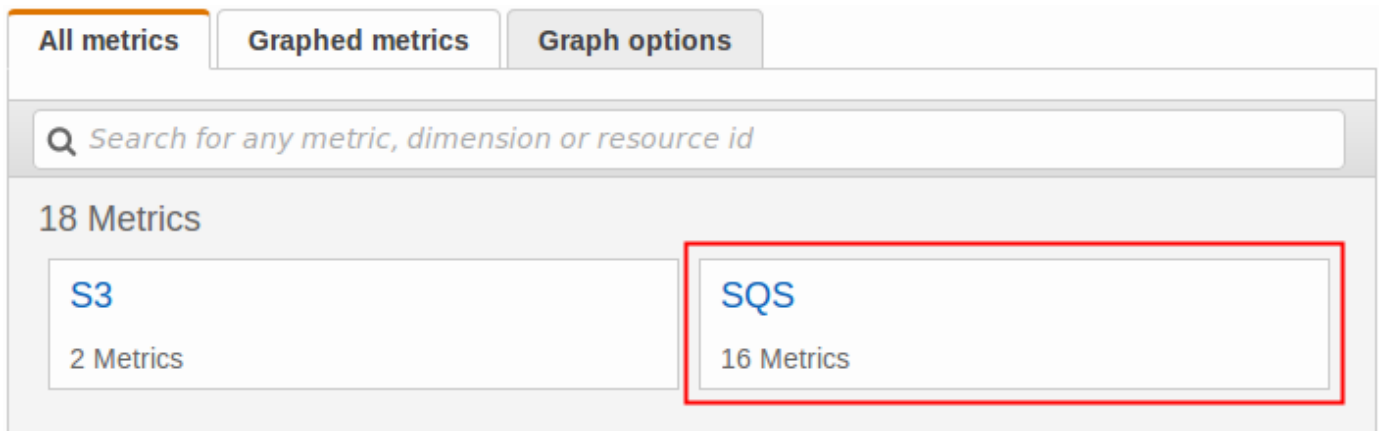 All metrics Graphed metrics Graph options
Search for any metric, dimension or resource id
18 Metrics
S3 SQS
2 Metrics 16 Metrics